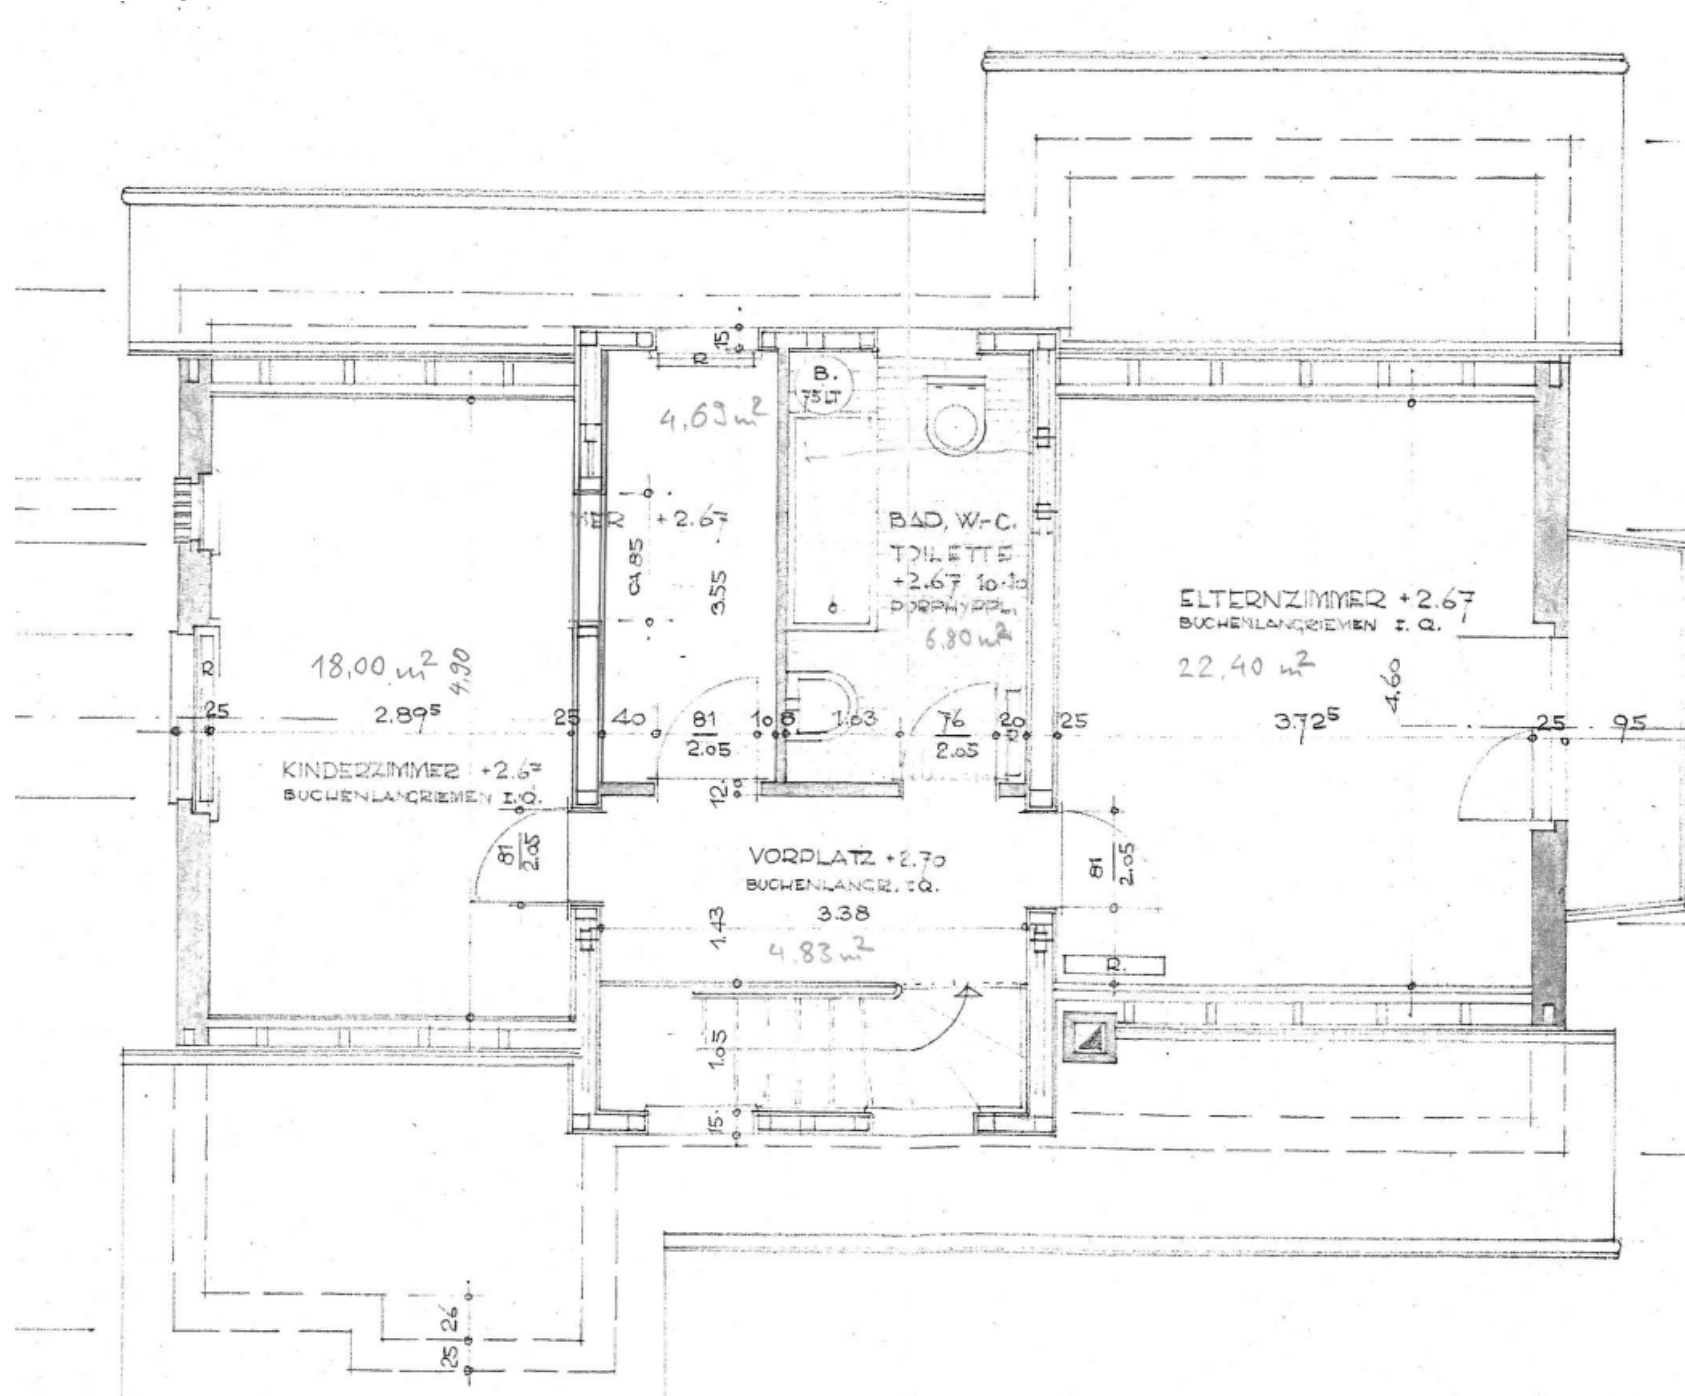 15
R
B.
75 LT
4.69 m²
MER +2.67
BAD, W-C.
TOILETTE
+2.67 10·10
6.80 m²
85
3.55
ELTERNZIMMER +2.67
BUCHENLANGRIEMEN I. Q.
22,40 m²
4.60
18,00 m²
4.90
R
25
2.89⁵
25
40
81
2.05
10
8
1.63
76
2.05
20
25
3.72⁵
25
95
KINDERZIMMER +2.67
BUCHENLANGRIEMEN I.Q.
12
81
2.05
VORPLATZ +2.70
BUCHENLANGR. I.Q.
3.38
1.43
4.83 m²
81
2.05
R.
1.05
15
26
25